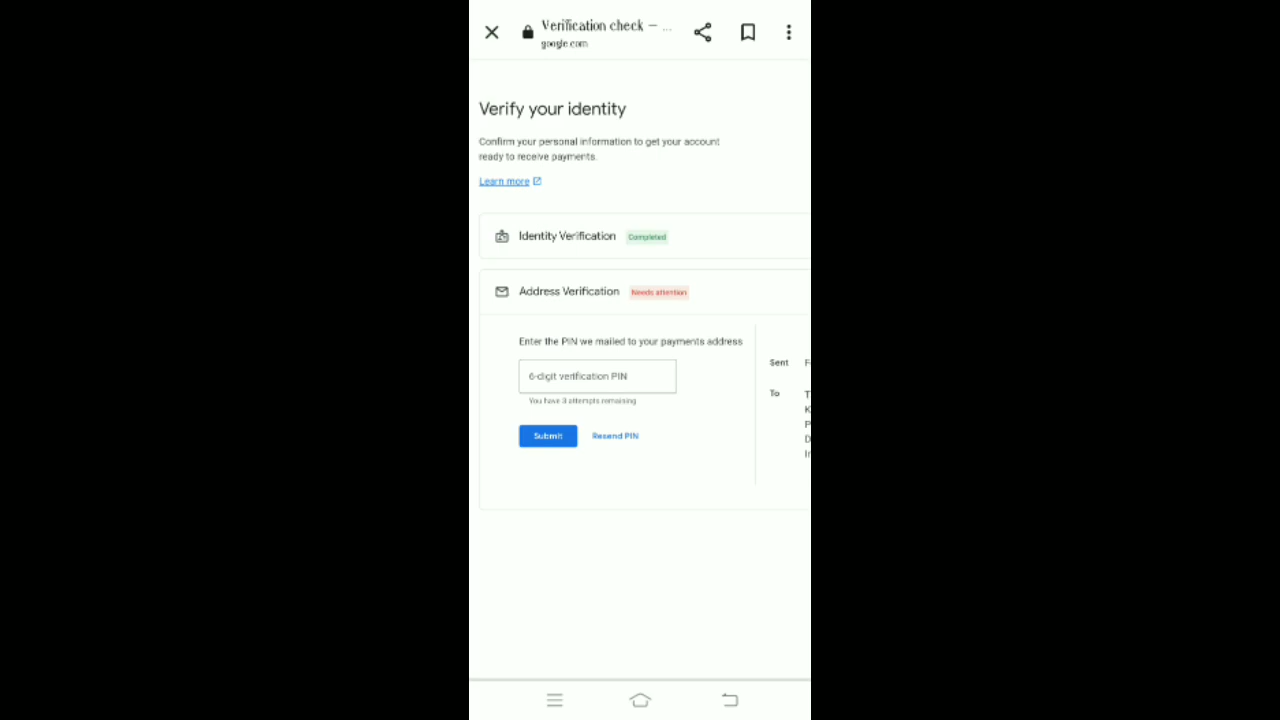 Verification check – ...
google.com
Verify your identity
Confirm your personal information to get your account
ready to receive payments.
Learn more
Identity Verification Completed
Address Verification Needs attention
Enter the PIN we mailed to your payments address
6-digit verification PIN
You have 3 attempts remaining
Submit Resend PIN
Sent F
To T
K
P
D
In